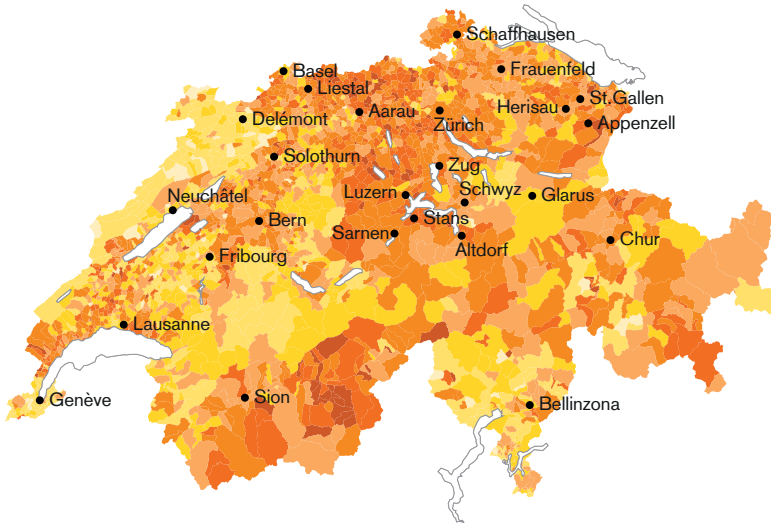 Schaffhausen
Basel
Frauenfeld
Liestal
St.Gallen
Herisau
Aarau
Zürich
Delémont
Appenzell
Solothurn
Zug
Neuchâtel
Luzern
Schwyz
Glarus
Bern
Stans
Sarnen
Altdorf
Chur
Fribourg
Lausanne
Sion
Genève
Bellinzona